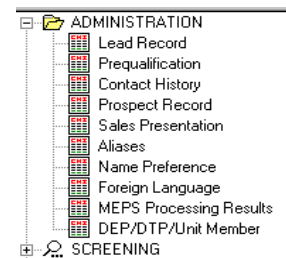 ADMINISTRATION
Lead Record
Prequalification
Contact History
Prospect Record
Sales Presentation
Aliases
Name Preference
Foreign Language
MEPS Processing Results
DEP/DTP/Unit Member
SCREENING